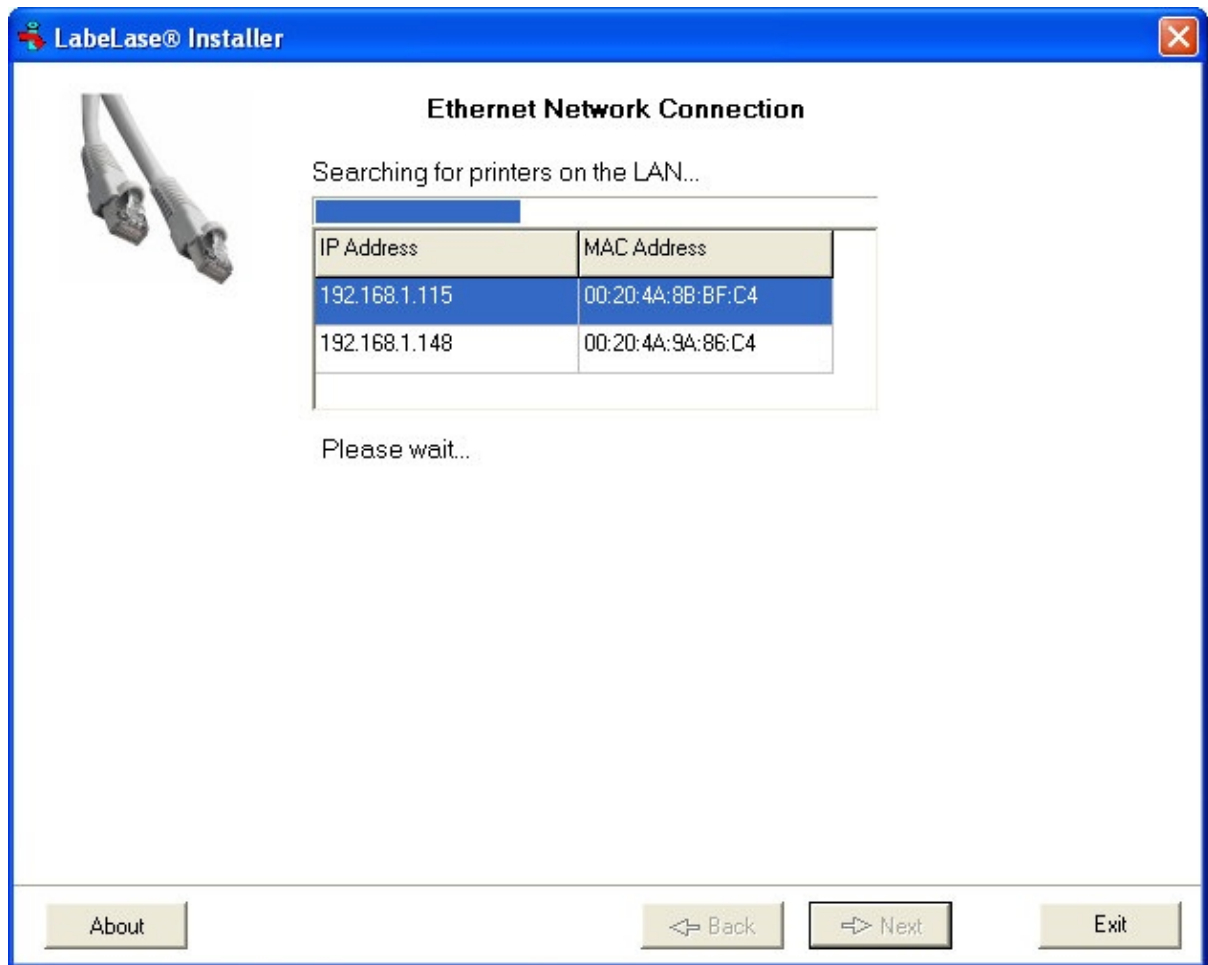 LabeLase® Installer
Ethernet Network Connection
Searching for printers on the LAN...
IP Address MAC Address
192.168.1.115 00:20:4A:8B:BF:C4
192.168.1.148 00:20:4A:9A:86:C4
Please wait...
About Back Next Exit